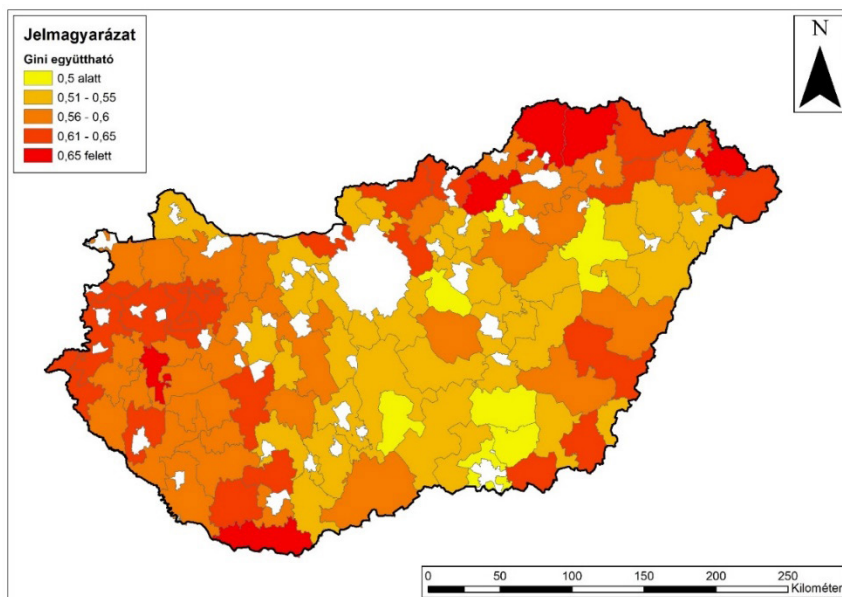 Jelmagyarázat
Gini együttható
0,5 alatt
0,51 - 0,55
0,56 - 0,6
0,61 - 0,65
0,65 felett
N
0 50 100 150 200 250
Kilométer